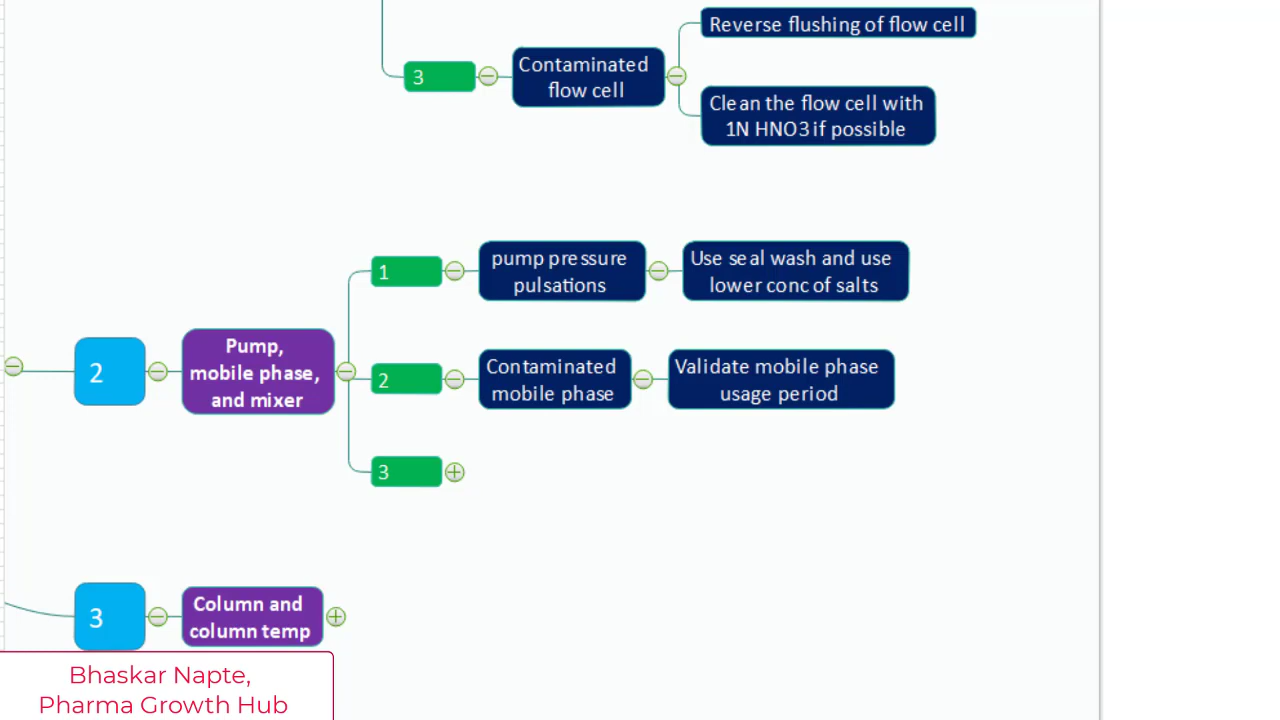 Reverse flushing of flow cell
3
Contaminated
flow cell
Clean the flow cell with
1N HNO3 if possible
1
pump pressure
pulsations
Use seal wash and use
lower conc of salts
2
Pump,
mobile phase,
and mixer
2
Contaminated
mobile phase
Validate mobile phase
usage period
3
3
Column and
column temp
Bhaskar Napte,
Pharma Growth Hub